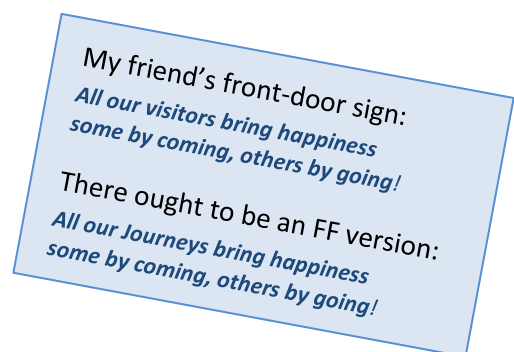 My friend’s front-door sign:
All our visitors bring happiness
some by coming, others by going!
There ought to be an FF version:
All our Journeys bring happiness
some by coming, others by going!